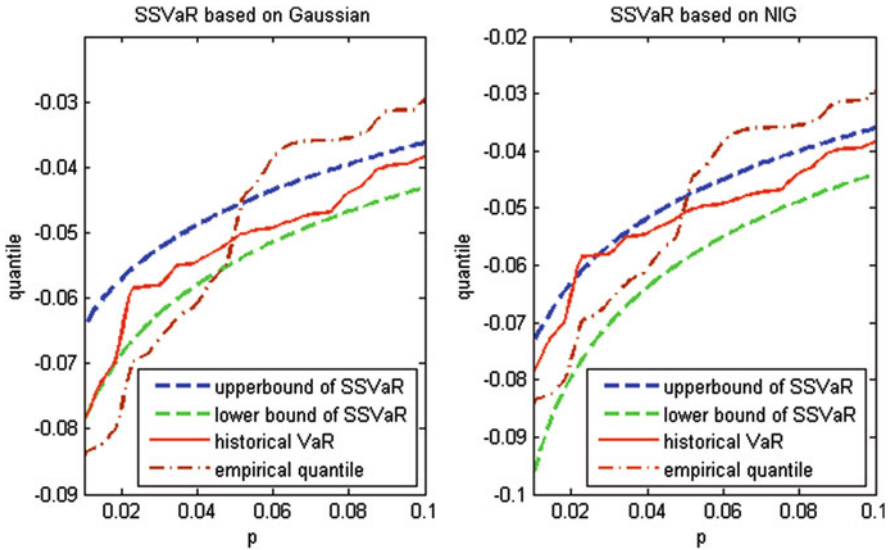 SSVaR based on Gaussian
-0.03
-0.04
-0.05
-0.06
-0.07
-0.08
-0.09
quantile
upperbound of SSVaR
lower bound of SSVaR
historical VaR
empirical quantile
0.02
0.04
0.06
0.08
0.1
p
SSVaR based on NIG
-0.02
-0.03
-0.04
-0.05
-0.06
-0.07
-0.08
-0.09
-0.1
quantile
upperbound of SSVaR
lower bound of SSVaR
historical VaR
empirical quantile
0.02
0.04
0.06
0.08
0.1
p